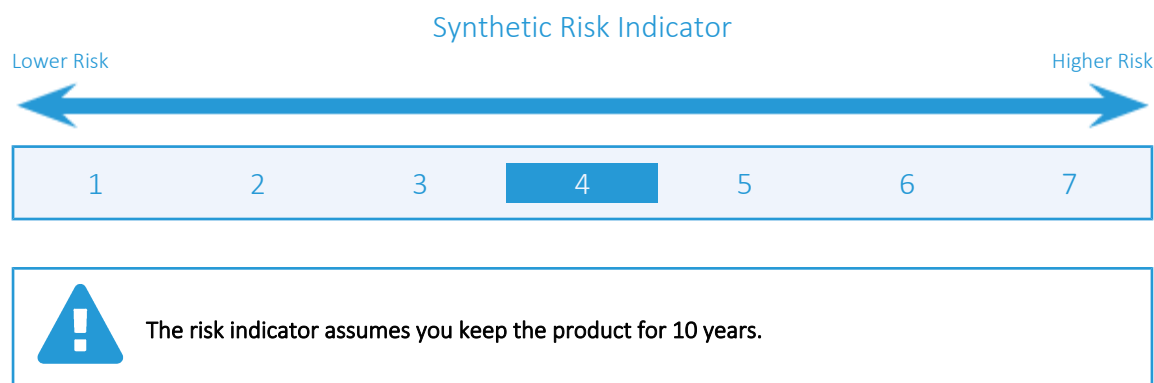 Synthetic Risk Indicator
Lower Risk Higher Risk
1 2 3 4 5 6 7
The risk indicator assumes you keep the product for 10 years.